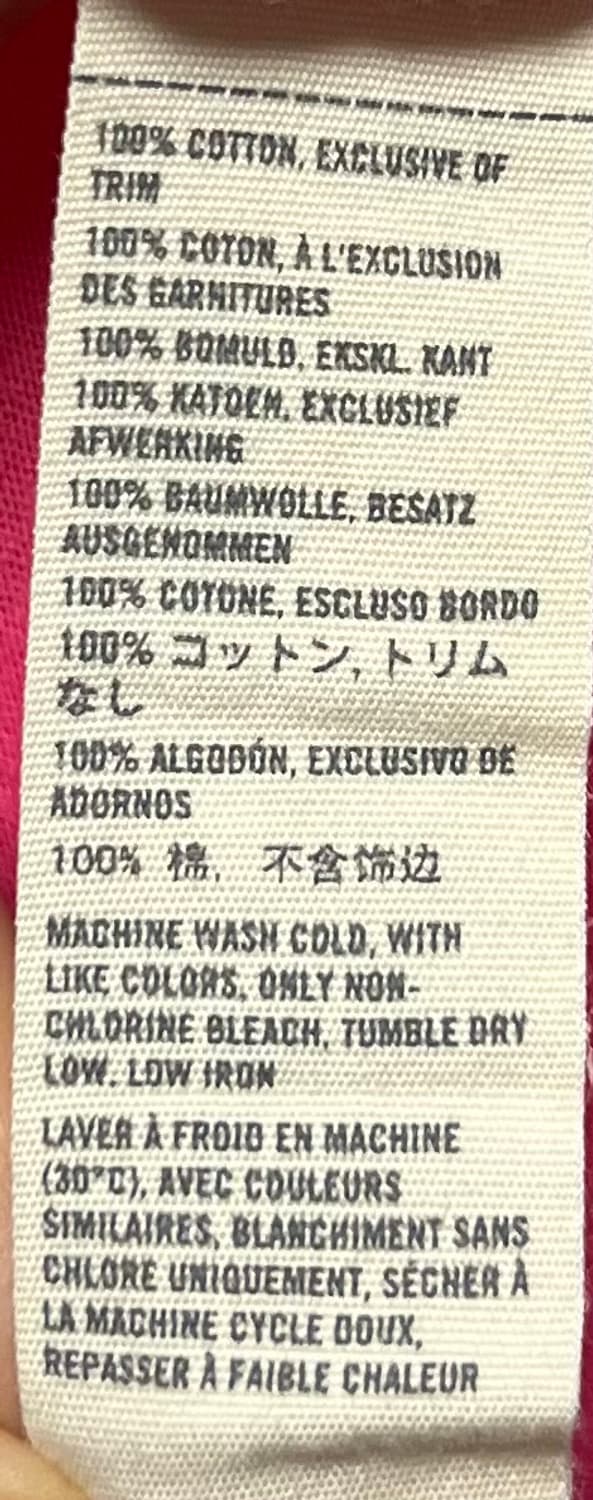 100% COTTON, EXCLUSIVE OF
TRIM
100% COTON, À L'EXCLUSION
DES GARNITURES
100% BOMULD, EKSKL. KANT
100% KATOEN, EXCLUSIEF
AFWERKING
100% BAUMWOLLE, BESATZ
AUSGENOMMEN
100% COTONE, ESCLUSO BORDO
100% コットン, トリム
なし
100% ALGODÓN, EXCLUSIVO DE
ADORNOS
100% 棉, 不含饰边
MACHINE WASH COLD, WITH
LIKE COLORS, ONLY NON-
CHLORINE BLEACH, TUMBLE DRY
LOW, LOW IRON
LAVER À FROID EN MACHINE
(30°C), AVEC COULEURS
SIMILAIRES, BLANCHIMENT SANS
CHLORE UNIQUEMENT, SÉCHER À
LA MACHINE CYCLE DOUX,
REPASSER À FAIBLE CHALEUR